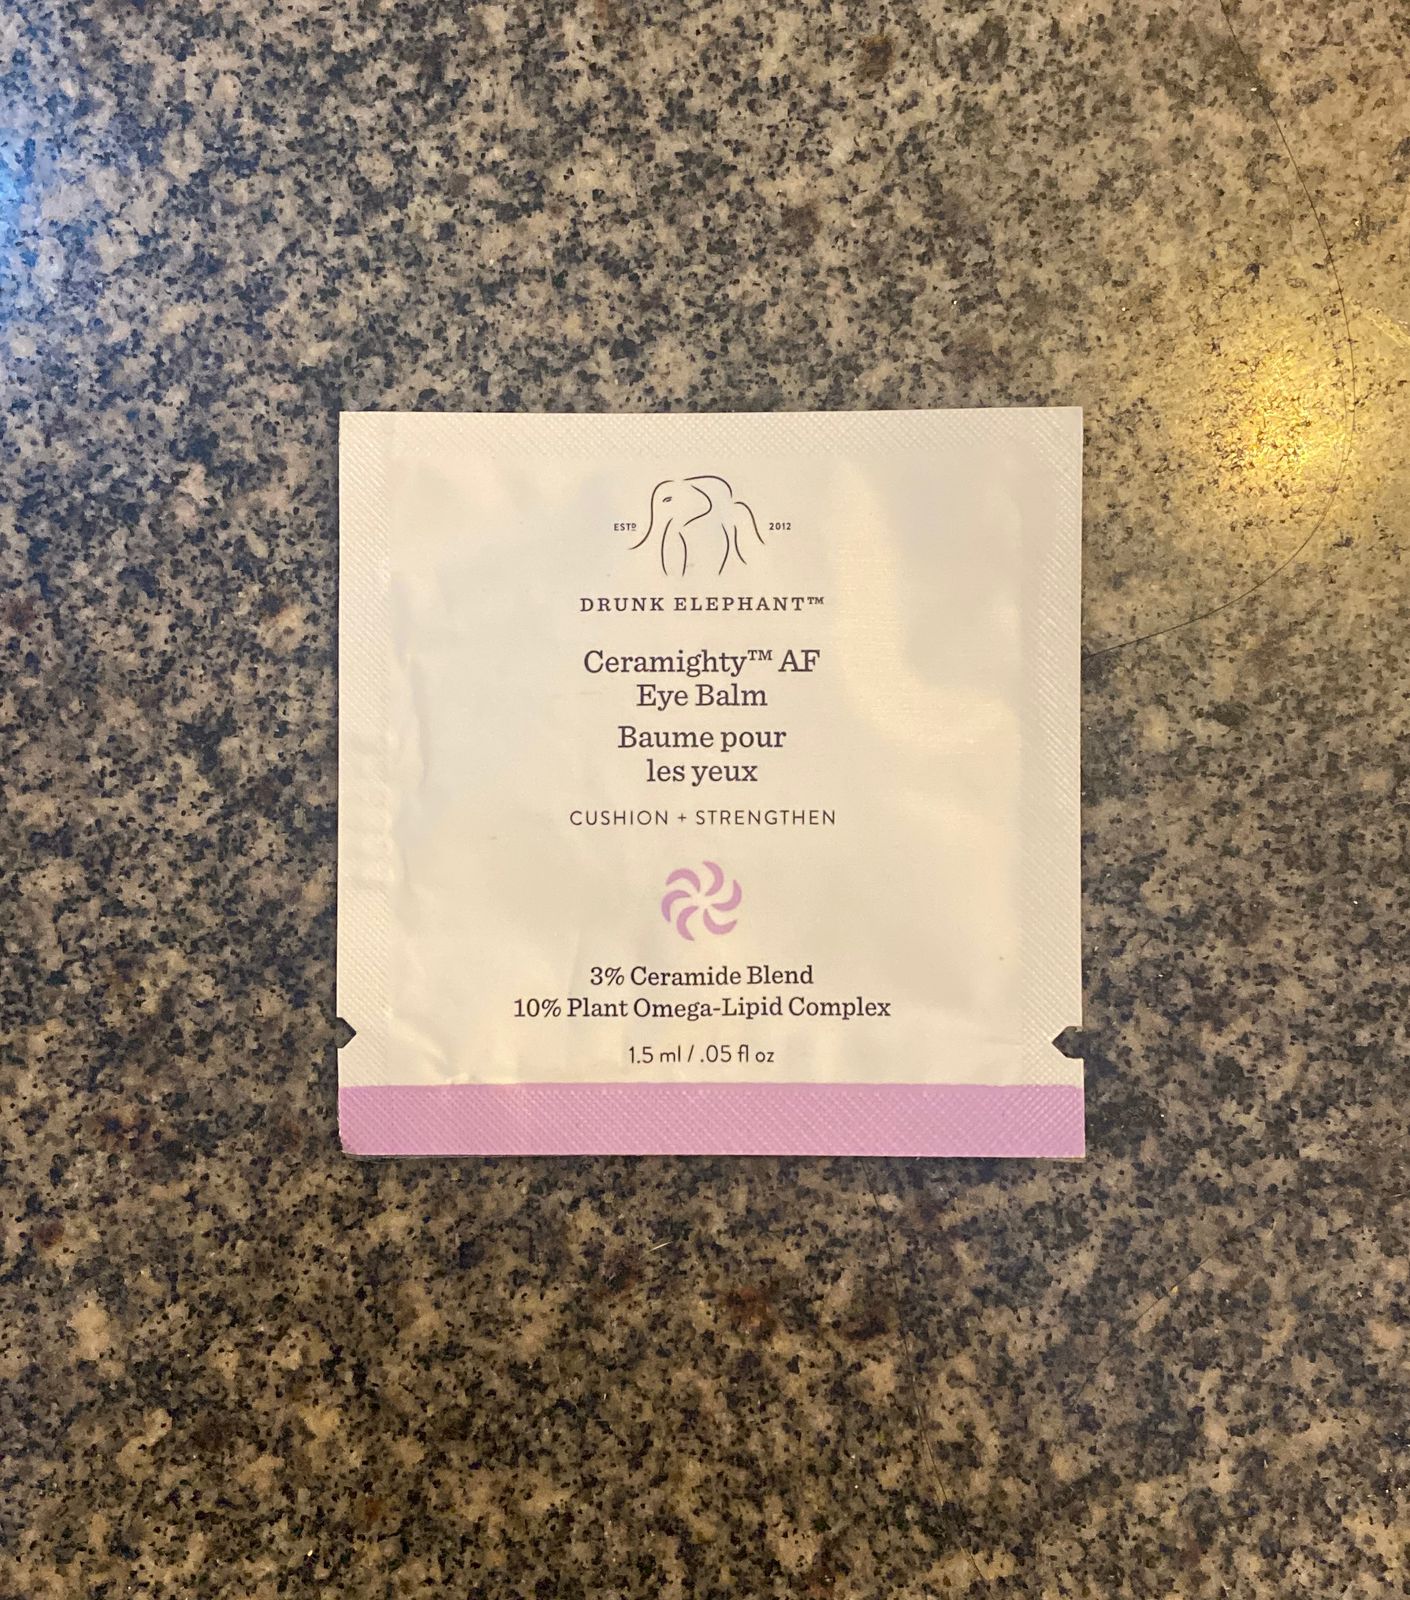 ESTD 2012
DRUNK ELEPHANT™
Ceramighty™ AF
Eye Balm
Baume pour
les yeux
CUSHION + STRENGTHEN
3% Ceramide Blend
10% Plant Omega-Lipid Complex
1.5 ml / .05 fl oz